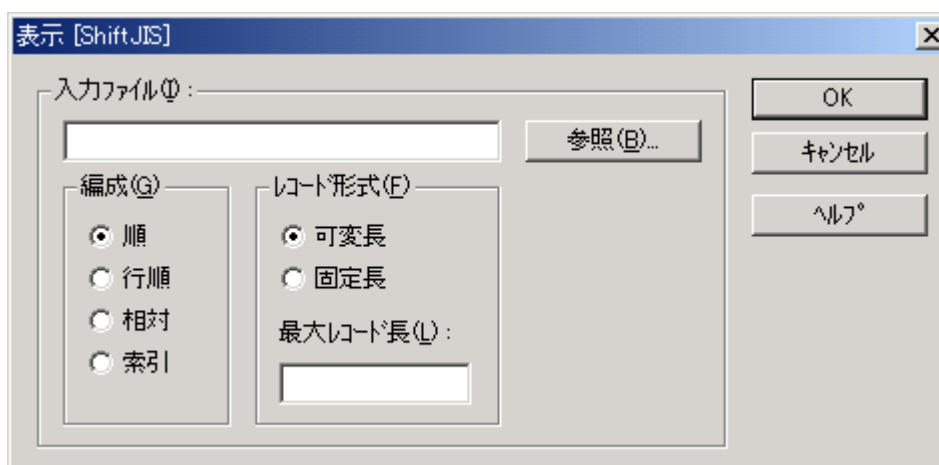 表示 [ShiftJIS]
入力ﾌｧｲﾙ(I) :
参照(B)...
OK
ｷｬﾝｾﾙ
ﾍﾙﾌﾟ
編成(G)
順
行順
相対
索引
ﾚｺｰﾄﾞ形式(F)
可変長
固定長
最大ﾚｺｰﾄﾞ長(L) :